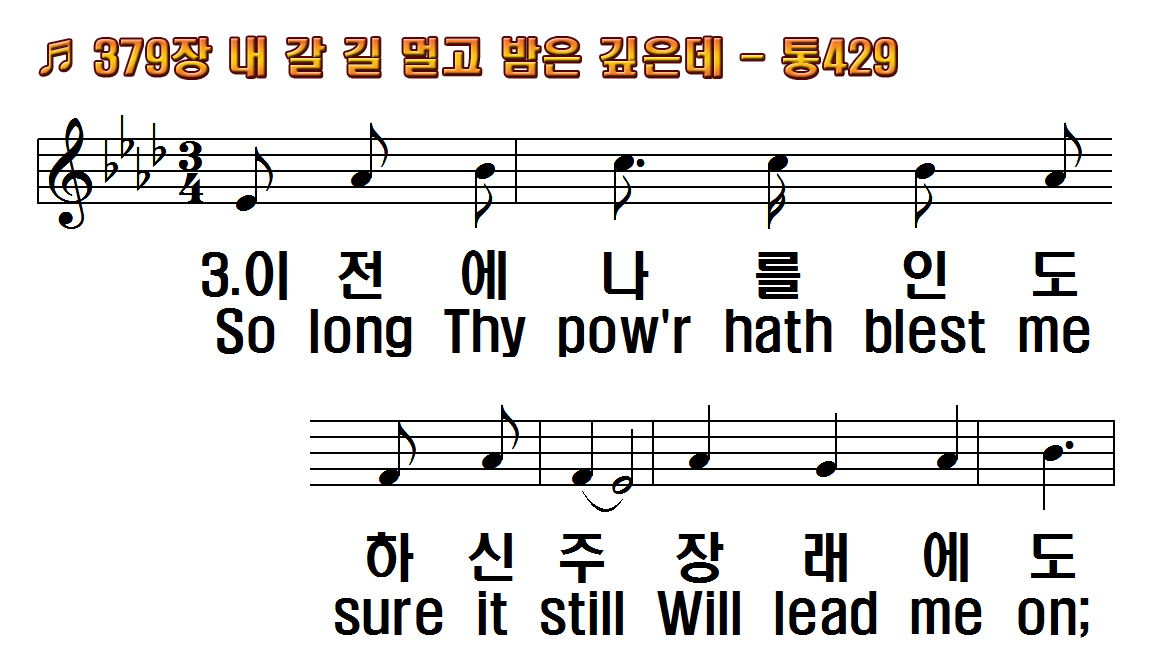 ♬ 379장 내 갈 길 멀고 밤은 깊은데 - 통429
3
4
3.이 전 에 나 를 인 도
So long Thy pow'r hath blest me
하 신 주 장 래 에 도
sure it still Will lead me on;